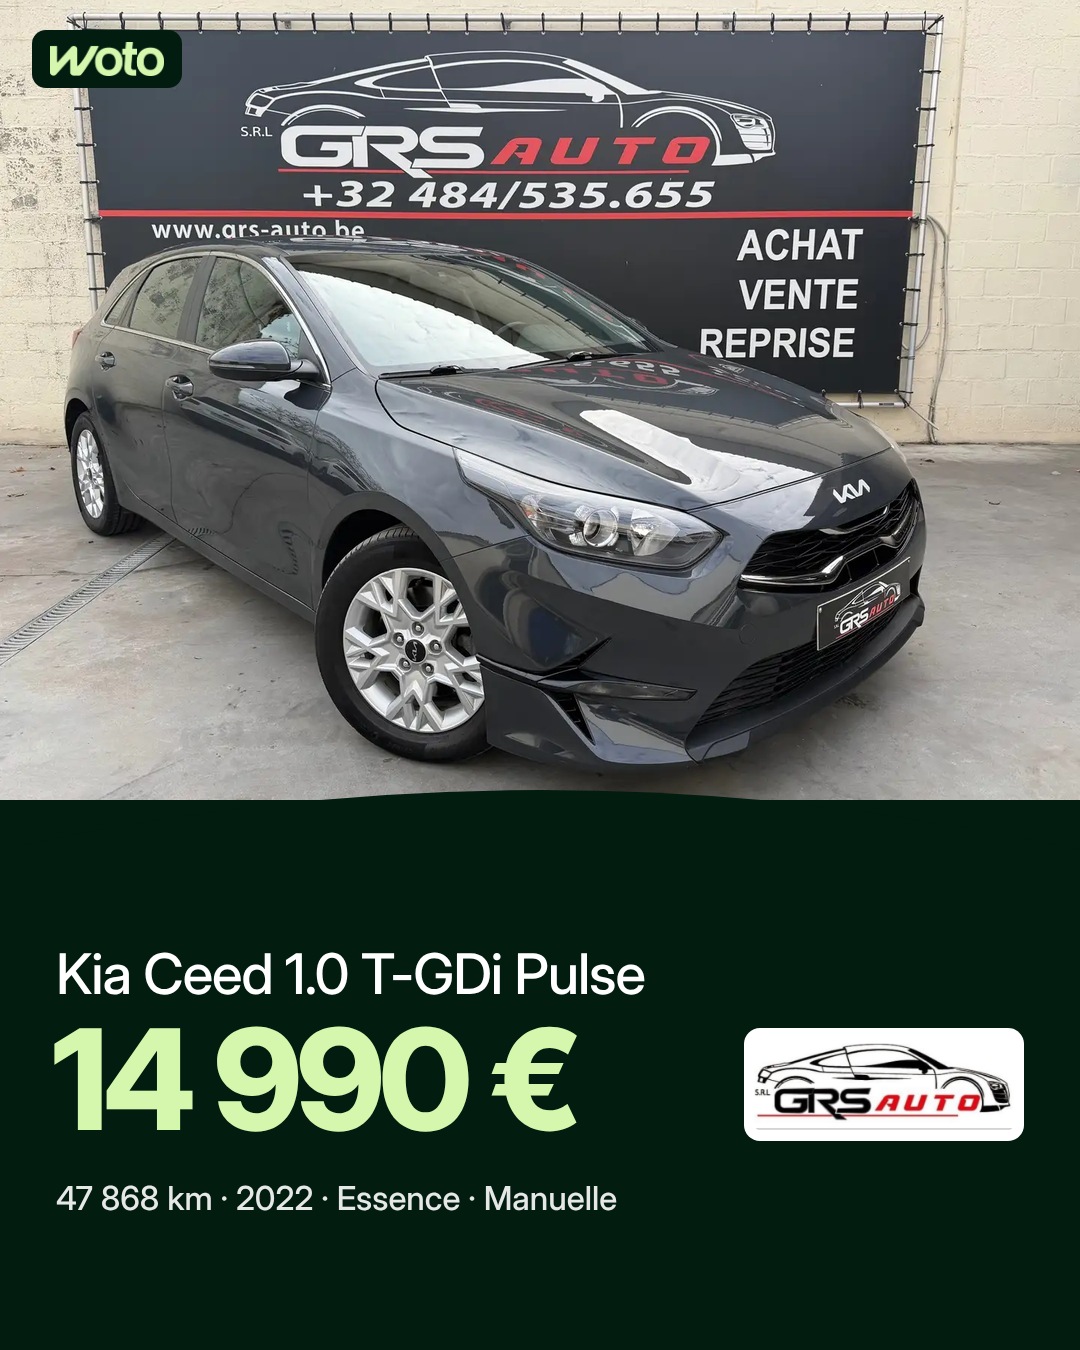 woto
S.R.L
GRS AUTO
+32 484/535.655
www.grs-auto.be
ACHAT
VENTE
REPRISE
KIA
GRS AUTO
Kia Ceed 1.0 T-GDi Pulse
14 990 €
S.R.L
GRS AUTO
47 868 km · 2022 · Essence · Manuelle